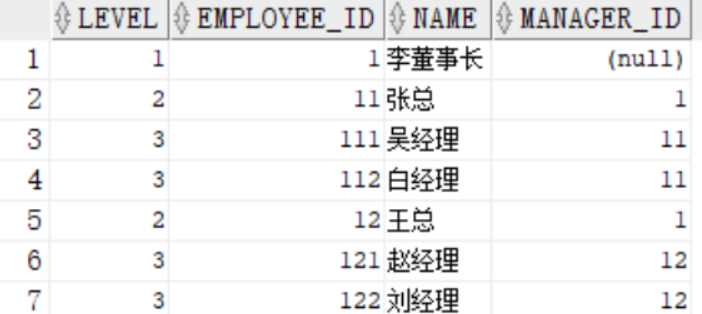 LEVEL EMPLOYEE_ID NAME MANAGER_ID
1 1 1 李董事长 (null)
2 2 11 张总 1
3 3 111 吴经理 11
4 3 112 白经理 11
5 2 12 王总 1
6 3 121 赵经理 12
7 3 122 刘经理 12